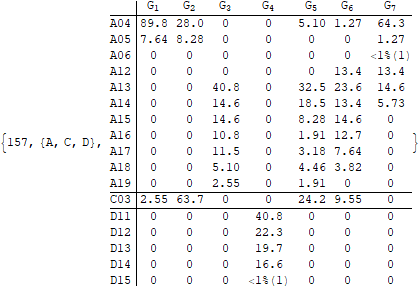 G1 G2 G3 G4 G5 G6 G7
A04 89.8 28.0 0 0 5.10 1.27 64.3
A05 7.64 8.28 0 0 0 0 1.27
A06 0 0 0 0 0 0 <1%(1)
A12 0 0 0 0 0 13.4 13.4
A13 0 0 40.8 0 32.5 23.6 14.6
A14 0 0 14.6 0 18.5 13.4 5.73
A15 0 0 14.6 0 8.28 14.6 0
{157, {A, C, D}, A16 0 0 10.8 0 1.91 12.7 0 }
A17 0 0 11.5 0 3.18 7.64 0
A18 0 0 5.10 0 4.46 3.82 0
A19 0 0 2.55 0 1.91 0 0
C03 2.55 63.7 0 0 24.2 9.55 0
D11 0 0 0 40.8 0 0 0
D12 0 0 0 22.3 0 0 0
D13 0 0 0 19.7 0 0 0
D14 0 0 0 16.6 0 0 0
D15 0 0 0 <1%(1) 0 0 0